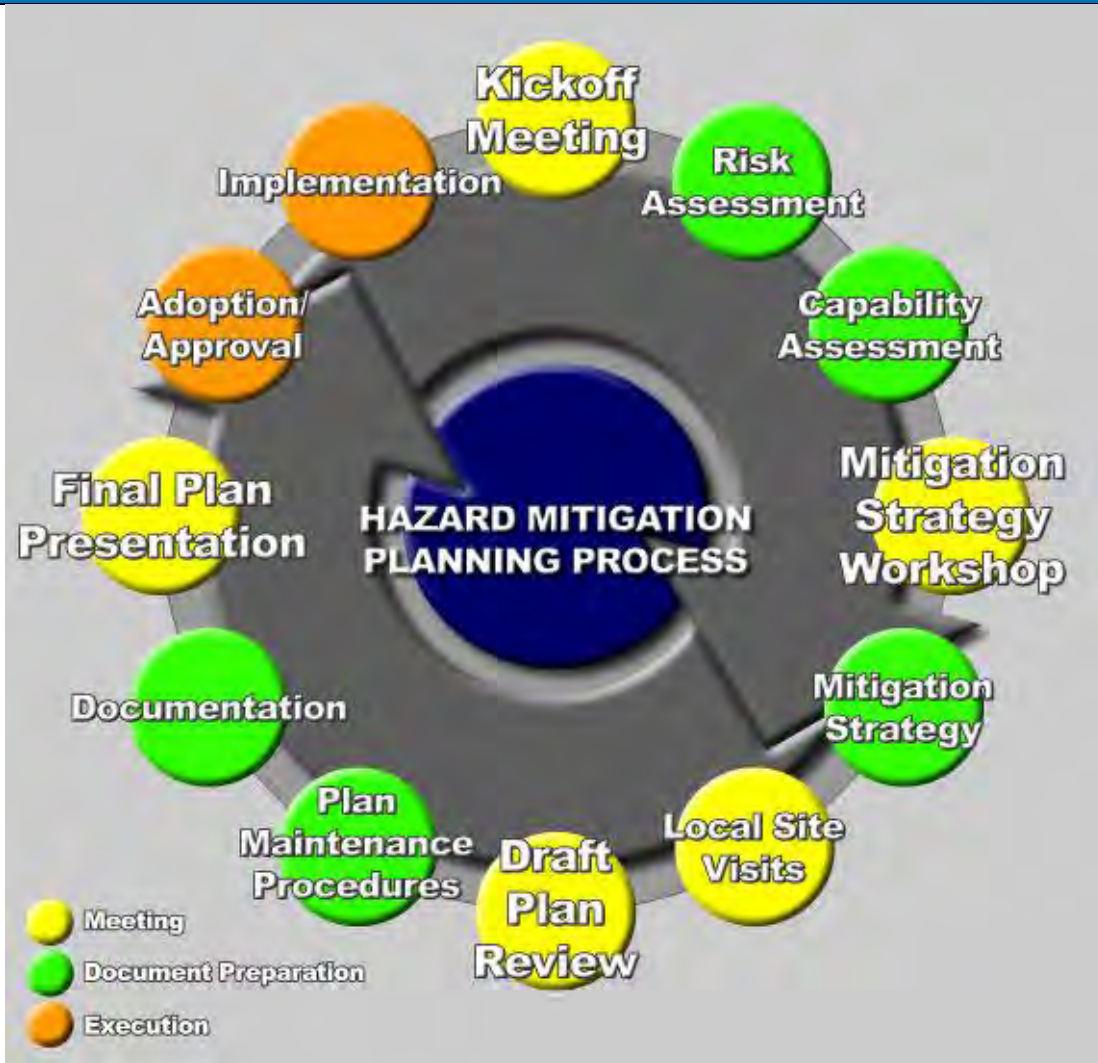 Kickoff
Meeting
Risk
Assessment
Capability
Assessment
Mitigation
Strategy
Workshop
Mitigation
Strategy
Local Site
Visits
Draft
Plan
Review
Plan
Maintenance
Procedures
Documentation
Final Plan
Presentation
Adoption/
Approval
Implementation
HAZARD MITIGATION
PLANNING PROCESS
Meeting
Document Preparation
Execution